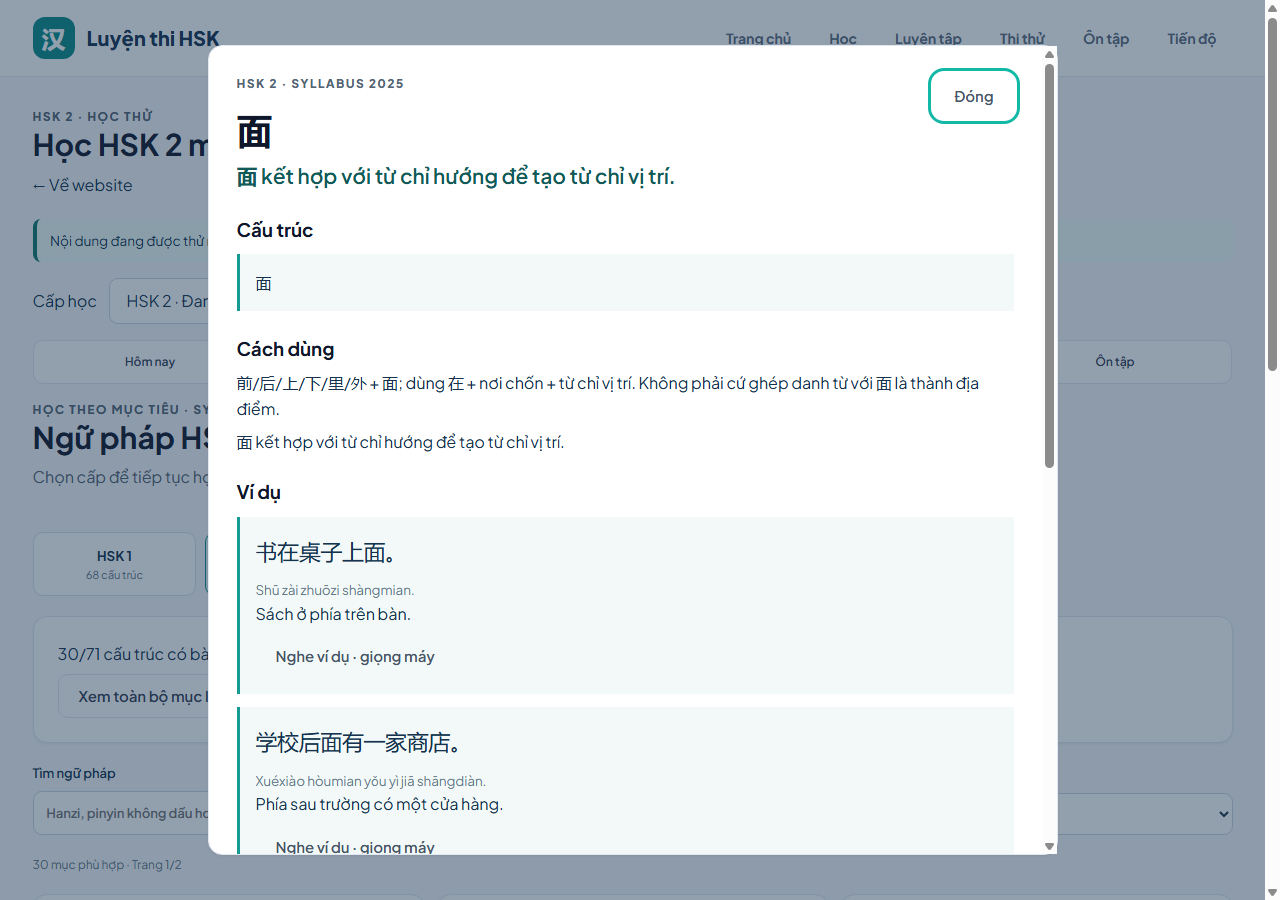 汉 Luyện thi HSK
Trang chủ Học Luyện tập Thi thử Ôn tập Tiến độ
HSK 2 · HỌC THỬ
Học HSK 2 m
← Về website
Nội dung đang được thử
Cấp học HSK 2 · Đan
Hôm nay
Ôn tập
HỌC THEO MỤC TIÊU · SY
Ngữ pháp HS
Chọn cấp để tiếp tục họ
HSK 1
68 cấu trúc
30/71 cấu trúc có bà
Xem toàn bộ mục l
Tìm ngữ pháp
Hanzi, pinyin không dấu ho
30 mục phù hợp · Trang 1/2
HSK 2 · SYLLABUS 2025
Đóng
面
面 kết hợp với từ chỉ hướng để tạo từ chỉ vị trí.
Cấu trúc
面
Cách dùng
前/后/上/下/里/外 + 面; dùng 在 + nơi chốn + từ chỉ vị trí. Không phải cứ ghép danh từ với 面 là thành địa
điểm.
面 kết hợp với từ chỉ hướng để tạo từ chỉ vị trí.
Ví dụ
书在桌子上面。
Shū zài zhuōzi shàngmian.
Sách ở phía trên bàn.
Nghe ví dụ · giọng máy
学校后面有一家商店。
Xuéxiào hòumian yǒu yì jiā shāngdiàn.
Phía sau trường có một cửa hàng.
Nghe ví dụ · giọng máy